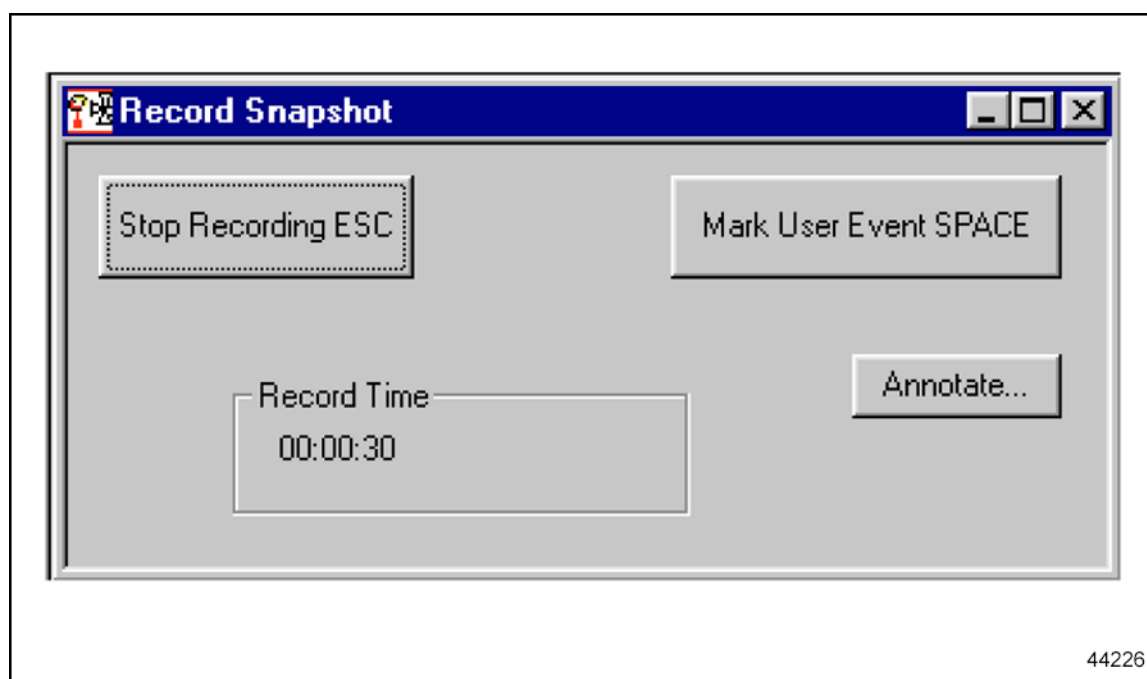 Record Snapshot
Stop Recording ESC
Mark User Event SPACE
Annotate...
Record Time
00:00:30
44226